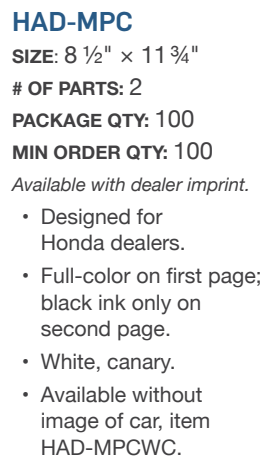 HAD-MPC
SIZE: 8 ½" × 11 ¾"
# OF PARTS: 2
PACKAGE QTY: 100
MIN ORDER QTY: 100
Available with dealer imprint.
• Designed for
Honda dealers.
• Full-color on first page;
black ink only on
second page.
• White, canary.
• Available without
image of car, item
HAD-MPCWC.